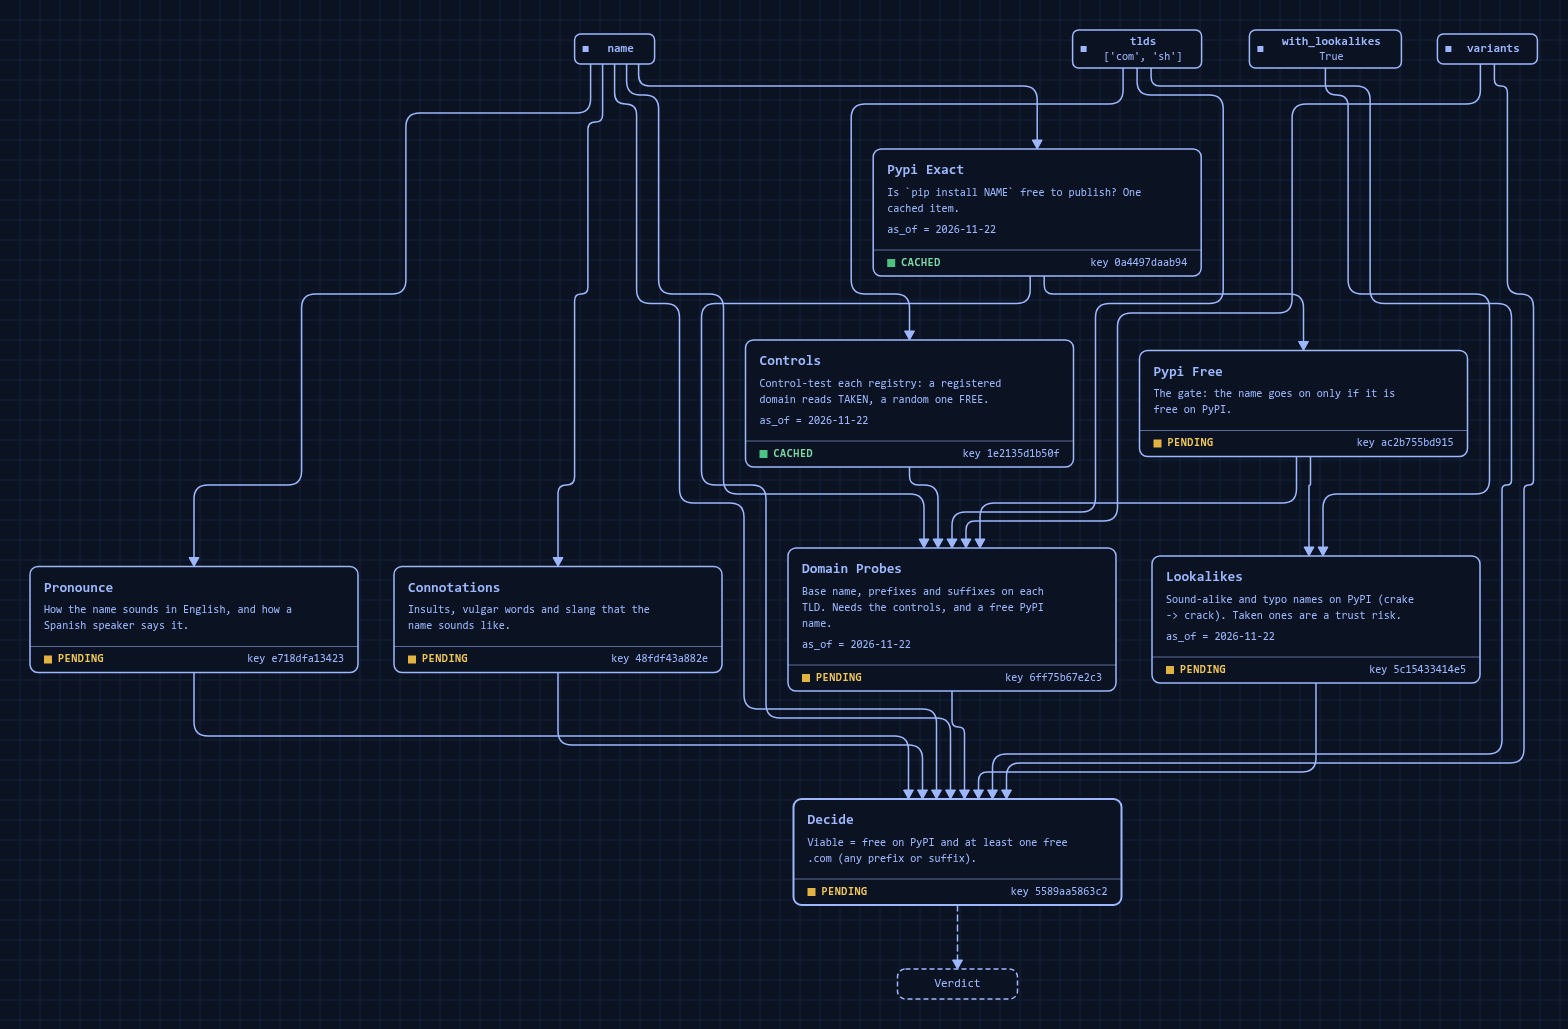 name
tlds
['com', 'sh']
with_lookalikes
True
variants
Pypi Exact
Is `pip install NAME` free to publish? One
cached item.
as_of = 2026-11-22
CACHED
key 0a4497daab94
Controls
Control-test each registry: a registered
domain reads TAKEN, a random one FREE.
as_of = 2026-11-22
CACHED
key 1e2135d1b50f
Pypi Free
The gate: the name goes on only if it is
free on PyPI.
PENDING
key ac2b755bd915
Pronounce
How the name sounds in English, and how a
Spanish speaker says it.
PENDING
key e718dfa13423
Connotations
Insults, vulgar words and slang that the
name sounds like.
PENDING
key 48fdf43a882e
Domain Probes
Base name, prefixes and suffixes on each
TLD. Needs the controls, and a free PyPI
name.
as_of = 2026-11-22
PENDING
key 6ff75b67e2c3
Lookalikes
Sound-alike and typo names on PyPI (crake
-> crack). Taken ones are a trust risk.
as_of = 2026-11-22
PENDING
key 5c15433414e5
Decide
Viable = free on PyPI and at least one free
.com (any prefix or suffix).
PENDING
key 5589aa5863c2
Verdict